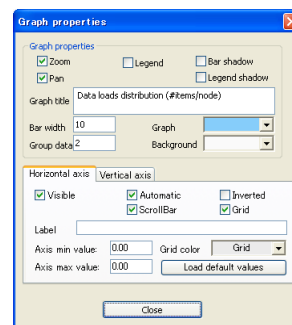 Graph properties
Graph properties
Zoom Legend Bar shadow
Pan Legend shadow
Graph title Data loads distribution (#items/node)
Bar width 10 Graph
Group data 2 Background
Horizontal axis Vertical axis
Visible Automatic Inverted
ScrollBar Grid
Label
Axis min value: 0.00 Grid color Grid
Axis max value: 0.00 Load default values
Close